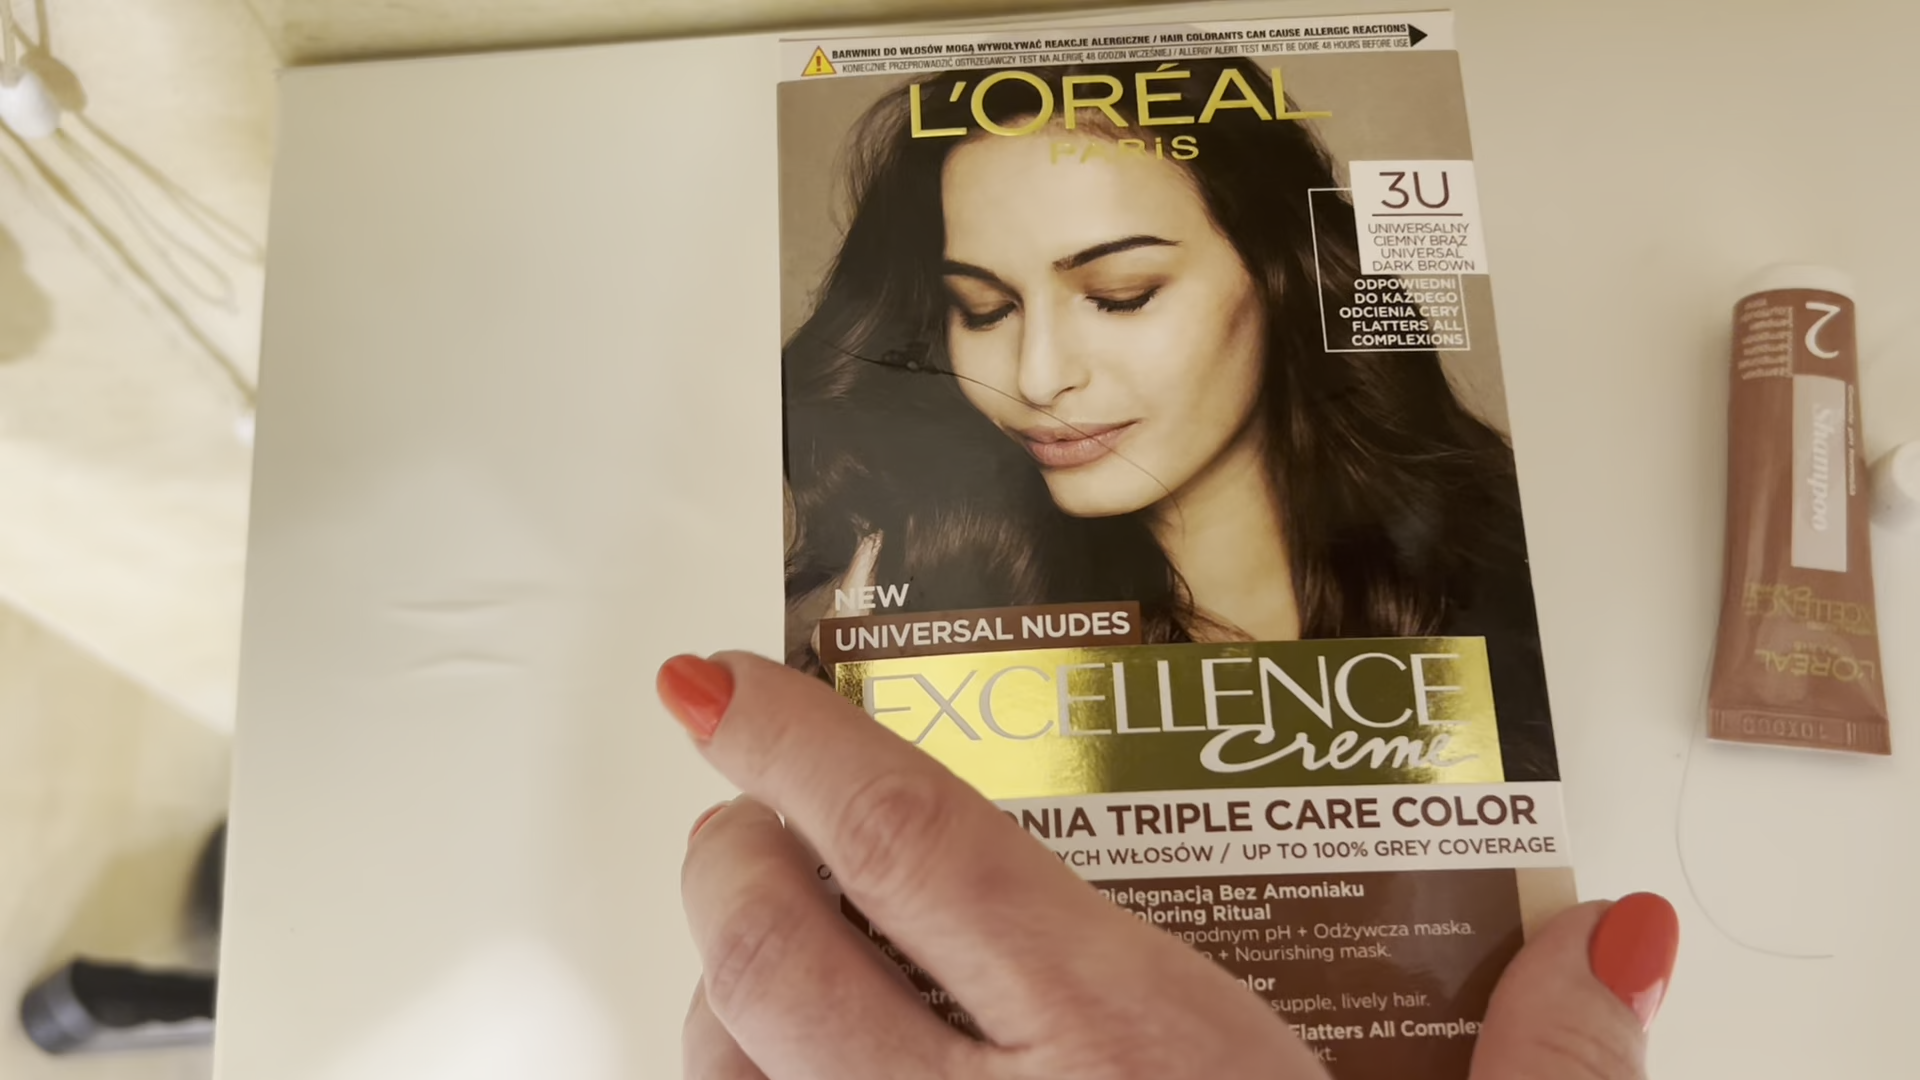 BARWNIKI DO WŁOSÓW MOGĄ WYWOŁYWAĆ REAKCJE ALERGICZNE / HAIR COLORANTS CAN CAUSE ALLERGIC REACTIONS
KONIECZNIE PRZEPROWADZIĆ OSTRZEGAWCZY TEST NA ALERGIĘ 48 GODZIN WCZEŚNIEJ / ALLERGY ALERT TEST MUST BE DONE 48 HOURS BEFORE USE
L'ORÉAL
PARIS
3U
UNIWERSALNY
CIEMNY BRĄZ
UNIVERSAL
DARK BROWN
ODPOWIEDNI
DO KAŻDEGO
ODCIENIA CERY
FLATTERS ALL
COMPLEXIONS
NEW
UNIVERSAL NUDES
EXCELLENCE
Creme
ONIA TRIPLE CARE COLOR
YCH WŁOSÓW / UP TO 100% GREY COVERAGE
Pielęgnacją Bez Amoniaku
Coloring Ritual
łagodnym pH + Odżywcza maska.
+ Nourishing mask.
olor
supple, lively hair.
Flatters All Complex
kt.
2
Shampoo
EXCELLENCE
PARIS
L'ORÉAL